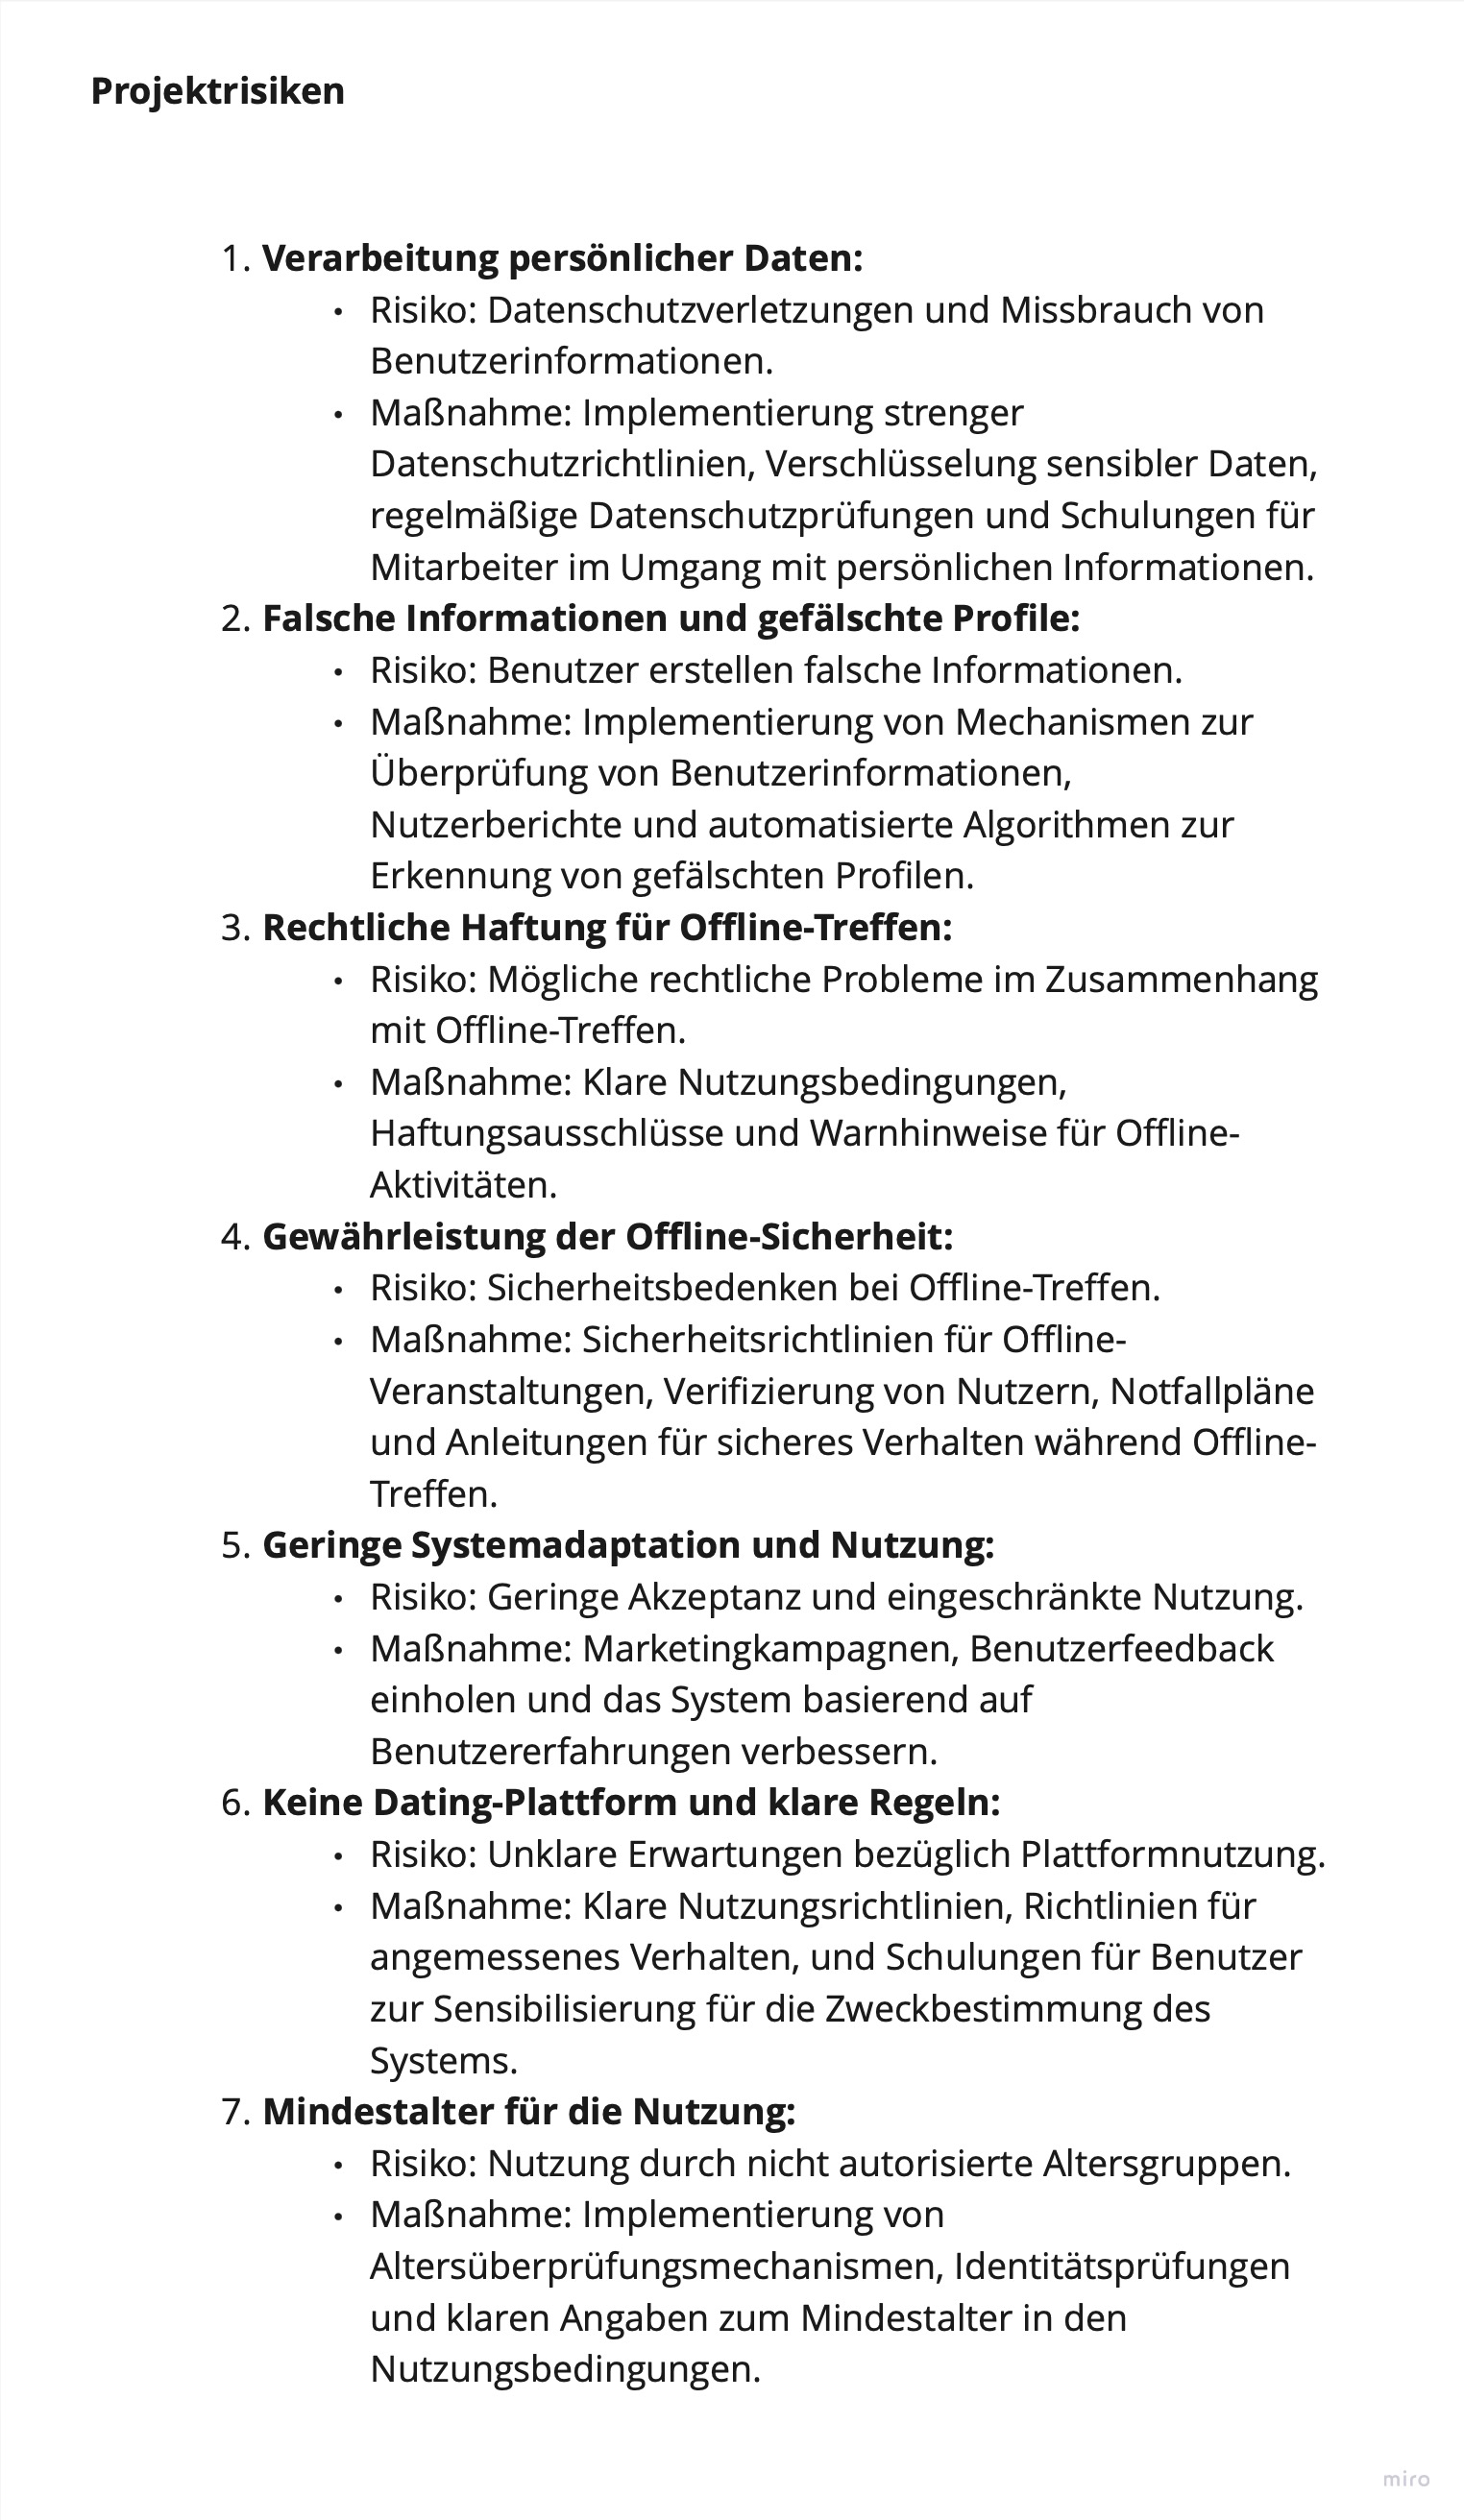 Projektrisiken
1. Verarbeitung persönlicher Daten:
• Risiko: Datenschutzverletzungen und Missbrauch von
Benutzerinformationen.
• Maßnahme: Implementierung strenger
Datenschutzrichtlinien, Verschlüsselung sensibler Daten,
regelmäßige Datenschutzprüfungen und Schulungen für
Mitarbeiter im Umgang mit persönlichen Informationen.
2. Falsche Informationen und gefälschte Profile:
• Risiko: Benutzer erstellen falsche Informationen.
• Maßnahme: Implementierung von Mechanismen zur
Überprüfung von Benutzerinformationen,
Nutzerberichte und automatisierte Algorithmen zur
Erkennung von gefälschten Profilen.
3. Rechtliche Haftung für Offline-Treffen:
• Risiko: Mögliche rechtliche Probleme im Zusammenhang
mit Offline-Treffen.
• Maßnahme: Klare Nutzungsbedingungen,
Haftungsausschlüsse und Warnhinweise für Offline-
Aktivitäten.
4. Gewährleistung der Offline-Sicherheit:
• Risiko: Sicherheitsbedenken bei Offline-Treffen.
• Maßnahme: Sicherheitsrichtlinien für Offline-
Veranstaltungen, Verifizierung von Nutzern, Notfallpläne
und Anleitungen für sicheres Verhalten während Offline-
Treffen.
5. Geringe Systemadaptation und Nutzung:
• Risiko: Geringe Akzeptanz und eingeschränkte Nutzung.
• Maßnahme: Marketingkampagnen, Benutzerfeedback
einholen und das System basierend auf
Benutzererfahrungen verbessern.
6. Keine Dating-Plattform und klare Regeln:
• Risiko: Unklare Erwartungen bezüglich Plattformnutzung.
• Maßnahme: Klare Nutzungsrichtlinien, Richtlinien für
angemessenes Verhalten, und Schulungen für Benutzer
zur Sensibilisierung für die Zweckbestimmung des
Systems.
7. Mindestalter für die Nutzung:
• Risiko: Nutzung durch nicht autorisierte Altersgruppen.
• Maßnahme: Implementierung von
Altersüberprüfungsmechanismen, Identitätsprüfungen
und klaren Angaben zum Mindestalter in den
Nutzungsbedingungen.
miro